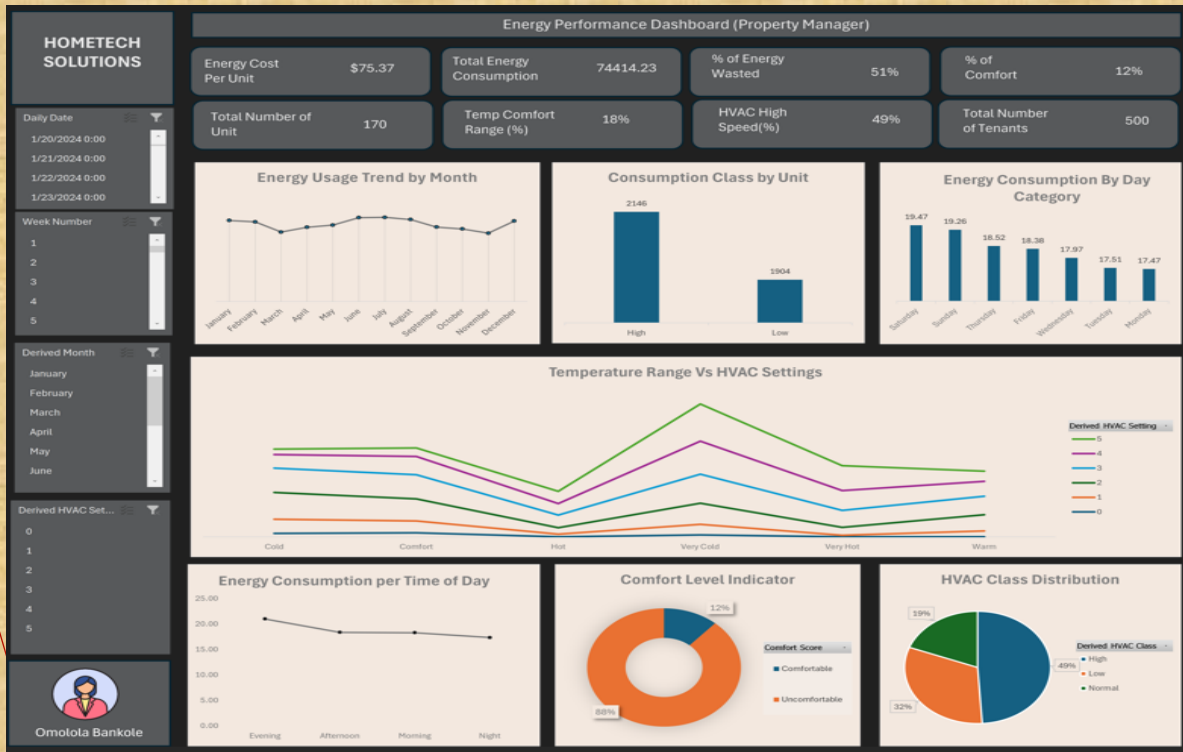 Energy Performance Dashboard (Property Manager)
HOMETECH
SOLUTIONS
Energy Cost
Per Unit
$75.37
Total Energy
Consumption
74414.23
% of Energy
Wasted
51%
% of
Comfort
12%
Total Number of
Unit
170
Temp Comfort
Range (%)
18%
HVAC High
Speed(%)
49%
Total Number
of Tenants
500
Daily Date
1/20/2024 0:00
1/21/2024 0:00
1/22/2024 0:00
1/23/2024 0:00
Week Number
1
2
3
4
5
Derived Month
January
February
March
April
May
June
Derived HVAC Set...
0
1
2
3
4
5
Omolola Bankole
Energy Usage Trend by Month
January
February
March
April
May
June
July
August
September
October
November
December
Consumption Class by Unit
2146
1904
High
Low
Energy Consumption By Day
Category
19.47
19.26
18.52
18.38
17.97
17.51
17.47
Saturday
Sunday
Thursday
Friday
Wednesday
Tuesday
Monday
Temperature Range Vs HVAC Settings
Derived HVAC Setting
5
4
3
2
1
0
Cold
Comfort
Hot
Very Cold
Very Hot
Warm
Energy Consumption per Time of Day
25.00
20.00
15.00
10.00
5.00
0.00
Evening
Afternoon
Morning
Night
Comfort Level Indicator
12%
88%
Comfort Score
Comfortable
Uncomfortable
HVAC Class Distribution
19%
49%
32%
Derived HVAC Class
High
Low
Normal